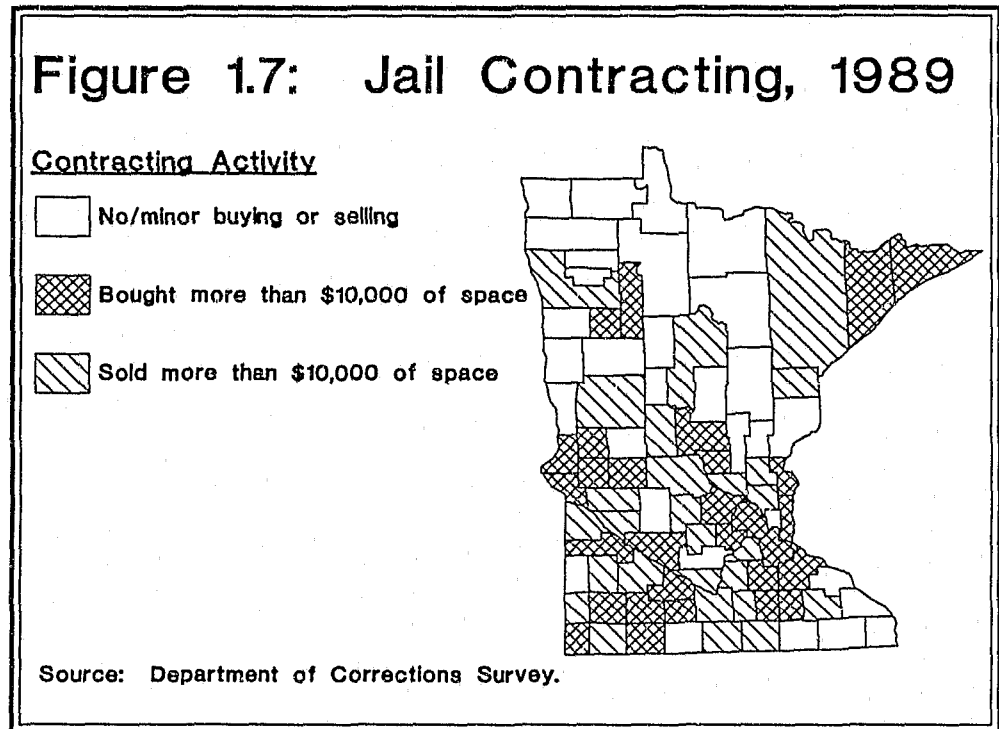 Figure 1.7: Jail Contracting, 1989
Contracting Activity
No/minor buying or selling
Bought more than $10,000 of space
Sold more than $10,000 of space
Source: Department of Corrections Survey.